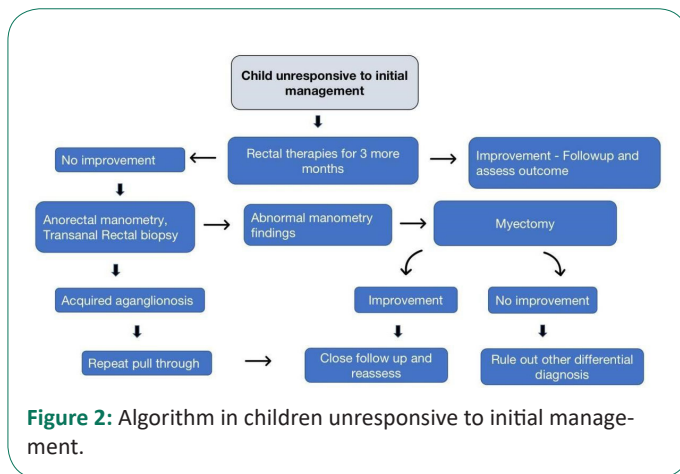 Child unresponsive to initial
management
No improvement
Rectal therapies for 3 more
months
Improvement - Followup and
assess outcome
Anorectal manometry,
Transanal Rectal biopsy
Abnormal manometry
findings
Myectomy
Acquired aganglionosis
Improvement
No improvement
Repeat pull through
Close follow up and
reassess
Rule out other differential
diagnosis
Figure 2: Algorithm in children unresponsive to initial manage-
ment.